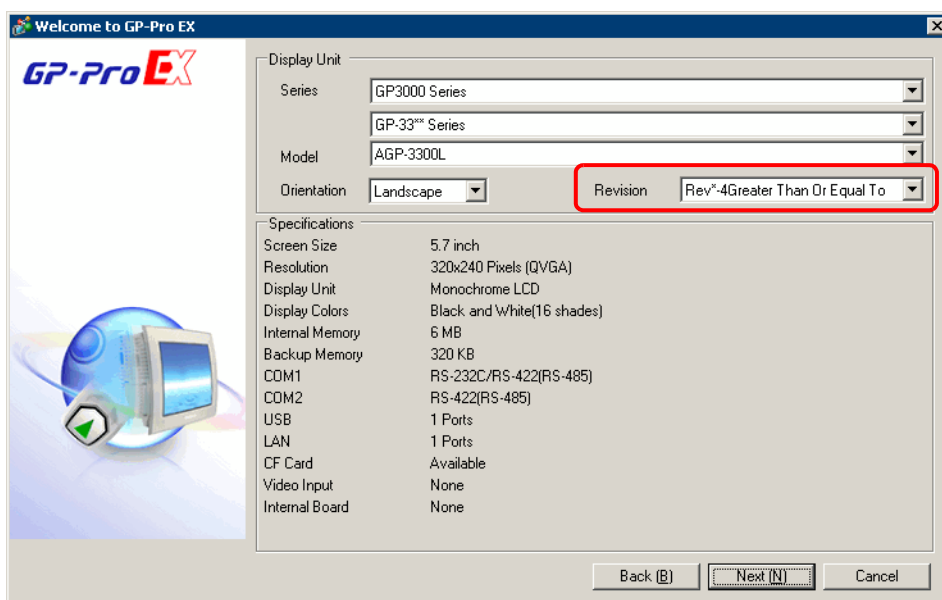 Welcome to GP-Pro EX
GP-Pro EX
Display Unit
Series GP3000 Series
GP-33** Series
Model AGP-3300L
Orientation Landscape Revision Rev*-4Greater Than Or Equal To
Specifications
Screen Size 5.7 inch
Resolution 320x240 Pixels (QVGA)
Display Unit Monochrome LCD
Display Colors Black and White(16 shades)
Internal Memory 6 MB
Backup Memory 320 KB
COM1 RS-232C/RS-422(RS-485)
COM2 RS-422(RS-485)
USB 1 Ports
LAN 1 Ports
CF Card Available
Video Input None
Internal Board None
Back (B) Next (N) Cancel